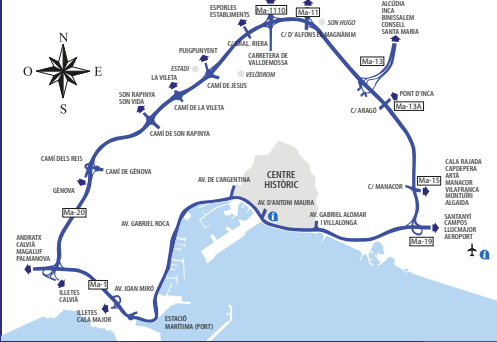 ALCÚDIA
INCA
BINISSALEM
CONSELL
SANTA MARIA
ESPORLES
ESTABLIMENTS
Ma-1110
Ma-11
SON HUGO
C/ GRAL. RIERA
C/ D' ALFONS EL MAGNÀNIM
CARRETERA DE
VALLDEMOSSA
PUIGPUNYENT
ESTADI
VELÒDROM
Ma-13
N
O
E
S
LA VILETA
CAMÍ DE JESUS
SON RAPINYA
SON VIDA
CAMÍ DE LA VILETA
PONT D'INCA
Ma-13A
C/ ARAGÓ
CAMÍ DE SON RAPINYA
CAMÍ DELS REIS
CAMÍ DE GÈNOVA
GÈNOVA
CENTRE
HISTÒRIC
AV. DE L'ARGENTINA
AV. D'ANTONI MAURA
C/ MANACOR
Ma-15
CALA RAJADA
CAPDEPERA
ARTÀ
MANACOR
VILAFRANCA
MONTUÏRI
ALGAIDA
Ma-20
AV. GABRIEL ROCA
AV. GABRIEL ALOMAR
I VILLALONGA
SANTANYÍ
CAMPOS
LLUCMAJOR
AEROPORT
Ma-19
i
i
ANDRATX
CALVIÀ
MAGALUF
PALMANOVA
ILLETES
CALVIÀ
Ma-1
AV. JOAN MIRÓ
ILLETES
CALA MAJOR
ESTACIÓ
MARÍTIMA (PORT)